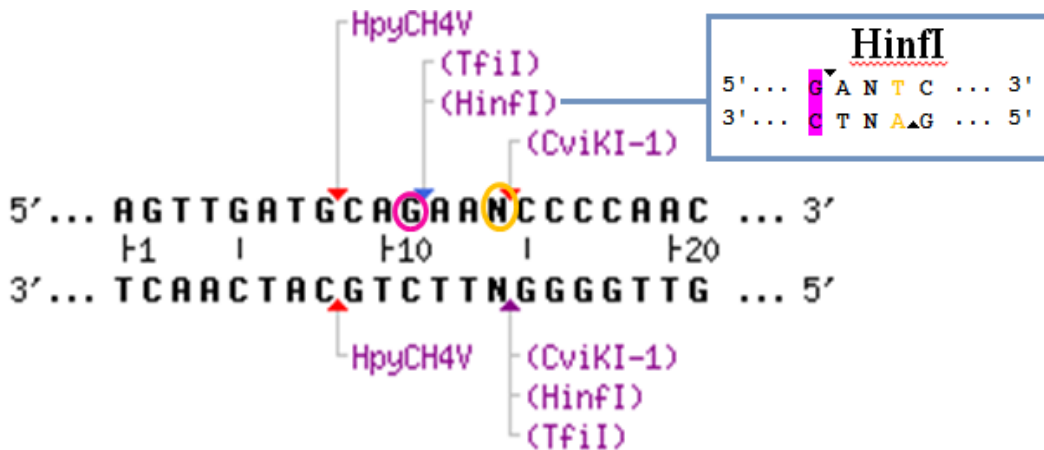 HpyCH4V
(TfiI)
(HinfI)
(CviKI-1)
HinfI
5'... G A N T C ... 3'
3'... C T N A G ... 5'
5′... AGTTGATGCAGAANCCCCAAC ... 3′
1 10 20
3′... TCAACTACGTCTTNGGGGTTG ... 5′
HpyCH4V
(CviKI-1)
(HinfI)
(TfiI)